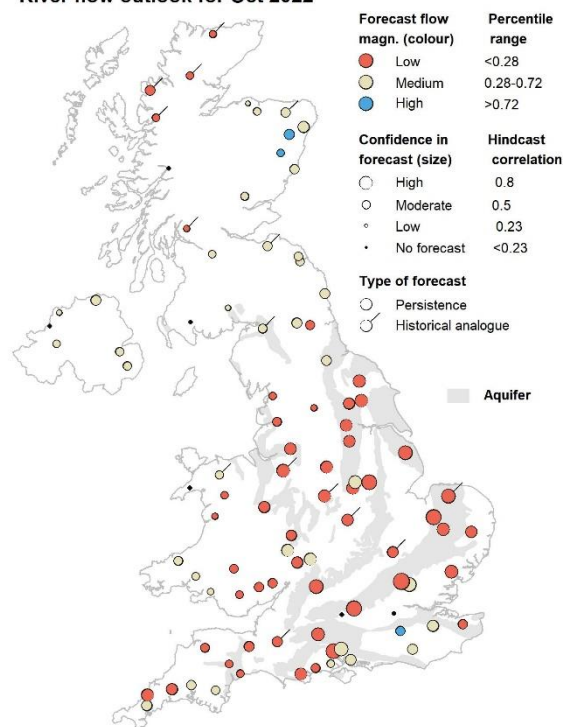 River flow outlook for Oct 2022
Forecast flow magn. (colour) Percentile range
Low <0.28
Medium 0.28-0.72
High >0.72
Confidence in forecast (size) Hindcast correlation
High 0.8
Moderate 0.5
Low 0.23
No forecast <0.23
Type of forecast
Persistence
Historical analogue
Aquifer